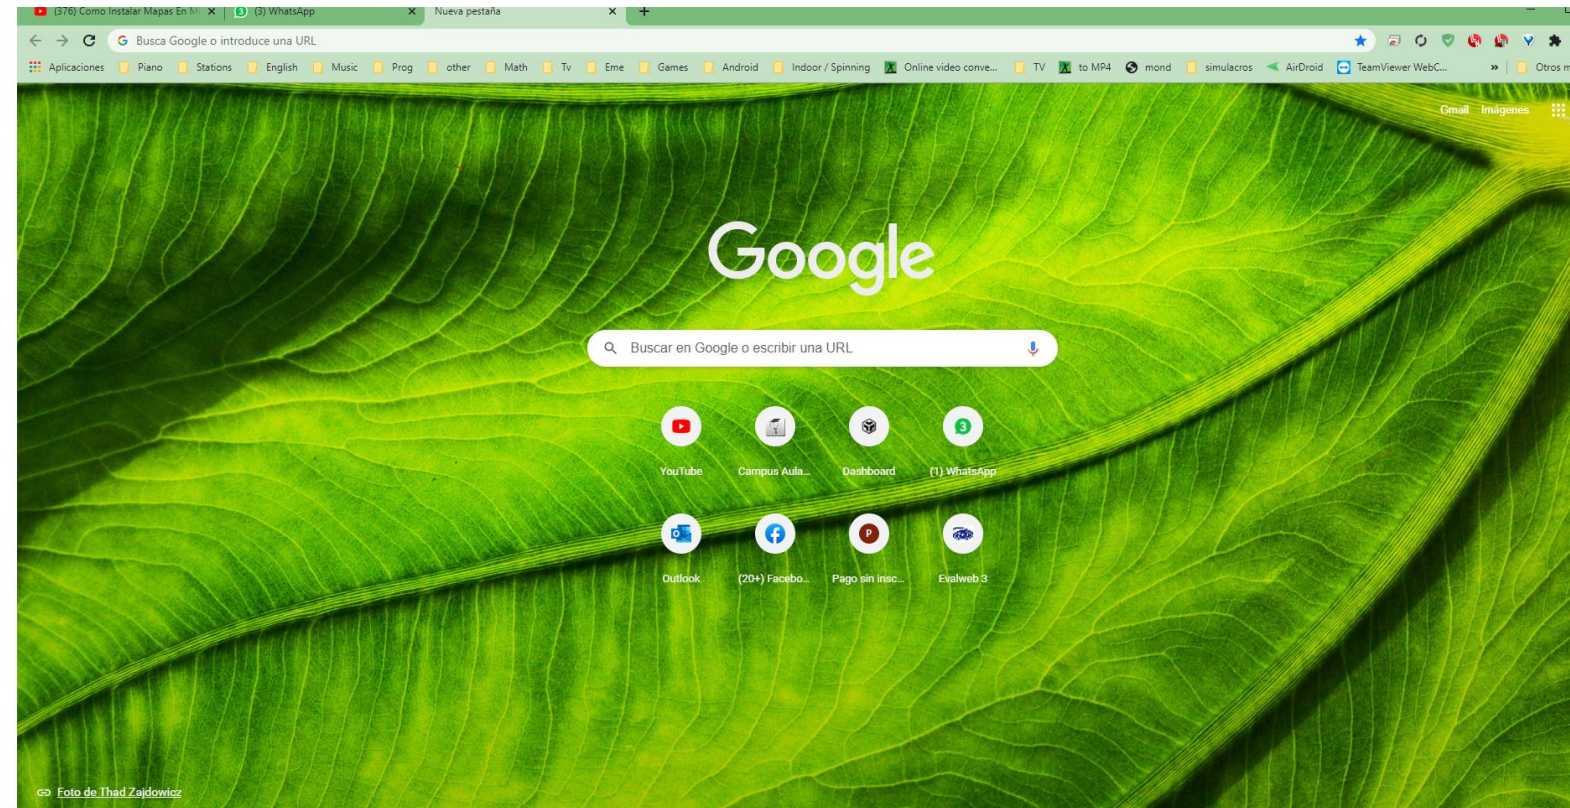 (376) Como Instalar Mapas En M
(3) WhatsApp
Nueva pestaña
Busca Google o introduce una URL
Aplicaciones Piano Stations English Music Prog other Math Tv Eme Games Android Indoor / Spinning Online video conve... TV to MP4 mond simulacros AirDroid TeamViewer WebC... » Otros m
Gmail Imágenes
Google
Buscar en Google o escribir una URL
3
YouTube Campus Aula... Dashboard (1) WhatsApp
P
Outlook (20+) Facebo... Pago sin insc... Evalweb 3
Foto de Thad Zajdowicz